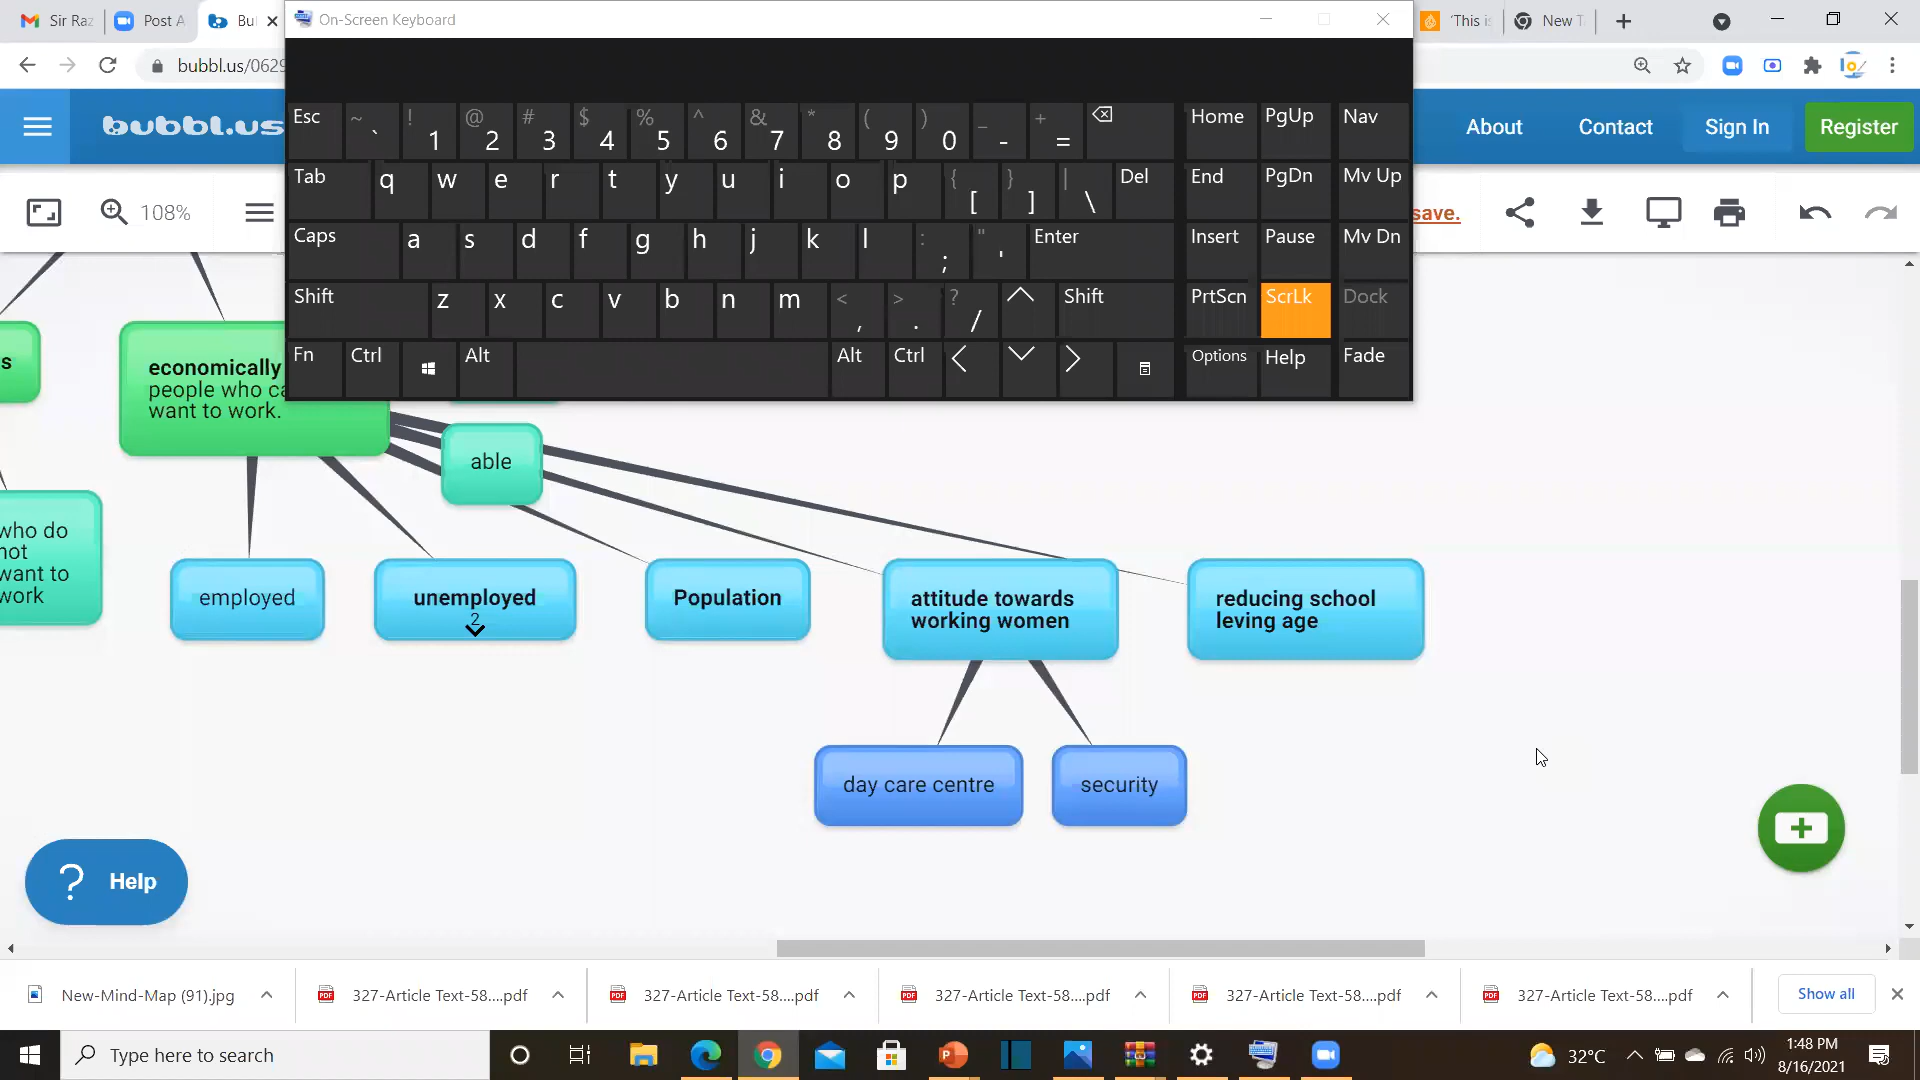 Sir Raz
Post A
Bu
On-Screen Keyboard
'This is
New T
bubbl.us/0629
Esc ~ ` ! 1 @ 2 # 3 $ 4 % 5 ^ 6 & 7 * 8 ( 9 ) 0 _ - + = Home PgUp Nav
Tab q w e r t y u i o p { [ } ] | \ Del End PgDn Mv Up
Caps a s d f g h j k l : ; " ' Enter Insert Pause Mv Dn
Shift z x c v b n m < , > . ? / Shift PrtScn ScrLk Dock
Fn Ctrl Alt Alt Ctrl Options Help Fade
bubbl.us
About
Contact
Sign In
Register
108%
save.
s
economically
people who ca
want to work.
able
who do
not
want to
work
employed
unemployed
2
Population
attitude towards
working women
reducing school
leving age
day care centre
security
? Help
New-Mind-Map (91).jpg
327-Article Text-58....pdf
327-Article Text-58....pdf
327-Article Text-58....pdf
327-Article Text-58....pdf
327-Article Text-58....pdf
Show all
Type here to search
32°C
1:48 PM
8/16/2021